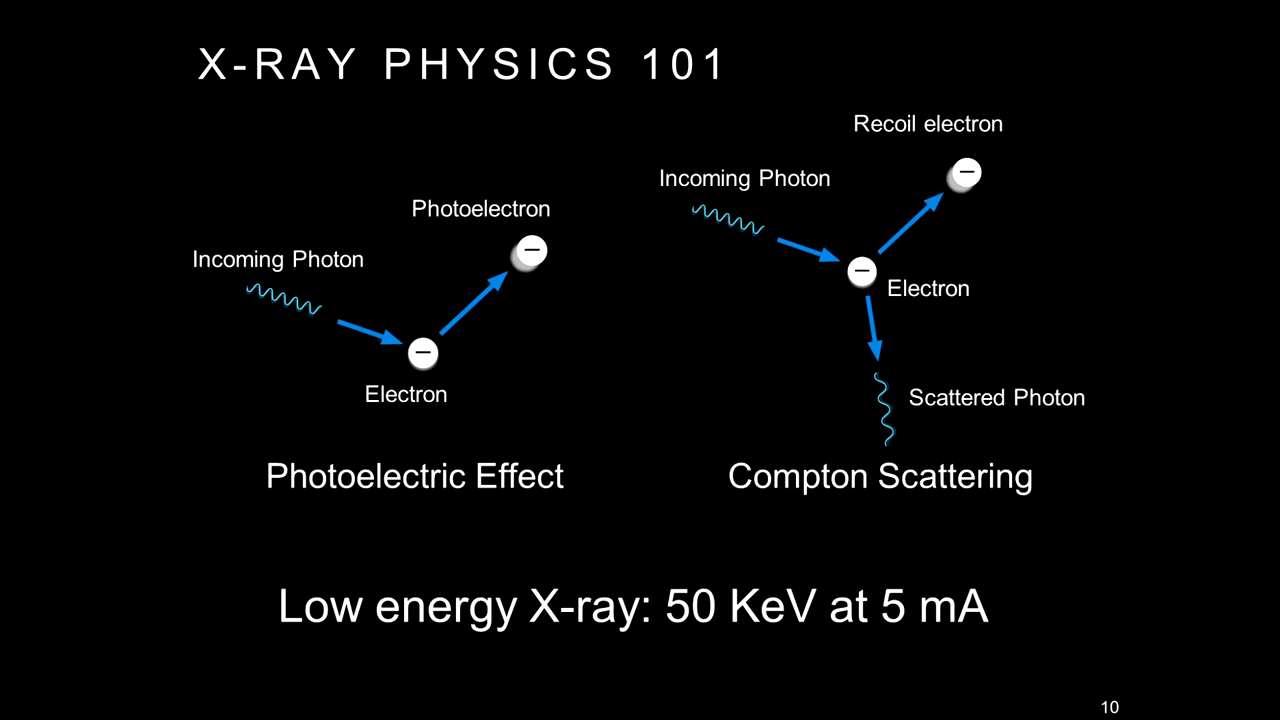 X-RAY PHYSICS 101
Incoming Photon
Photoelectron
Electron
Photoelectric Effect
Incoming Photon
Recoil electron
Electron
Scattered Photon
Compton Scattering
Low energy X-ray: 50 KeV at 5 mA
10